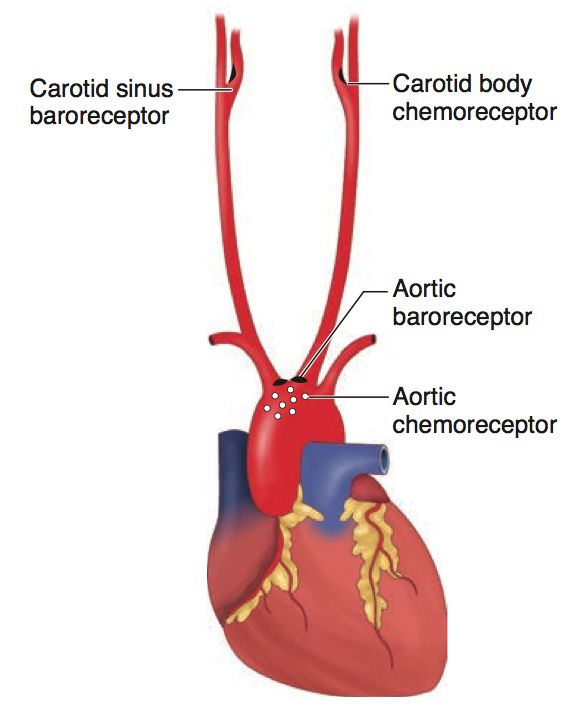 Carotid sinus
baroreceptor
Carotid body
chemoreceptor
Aortic
baroreceptor
Aortic
chemoreceptor